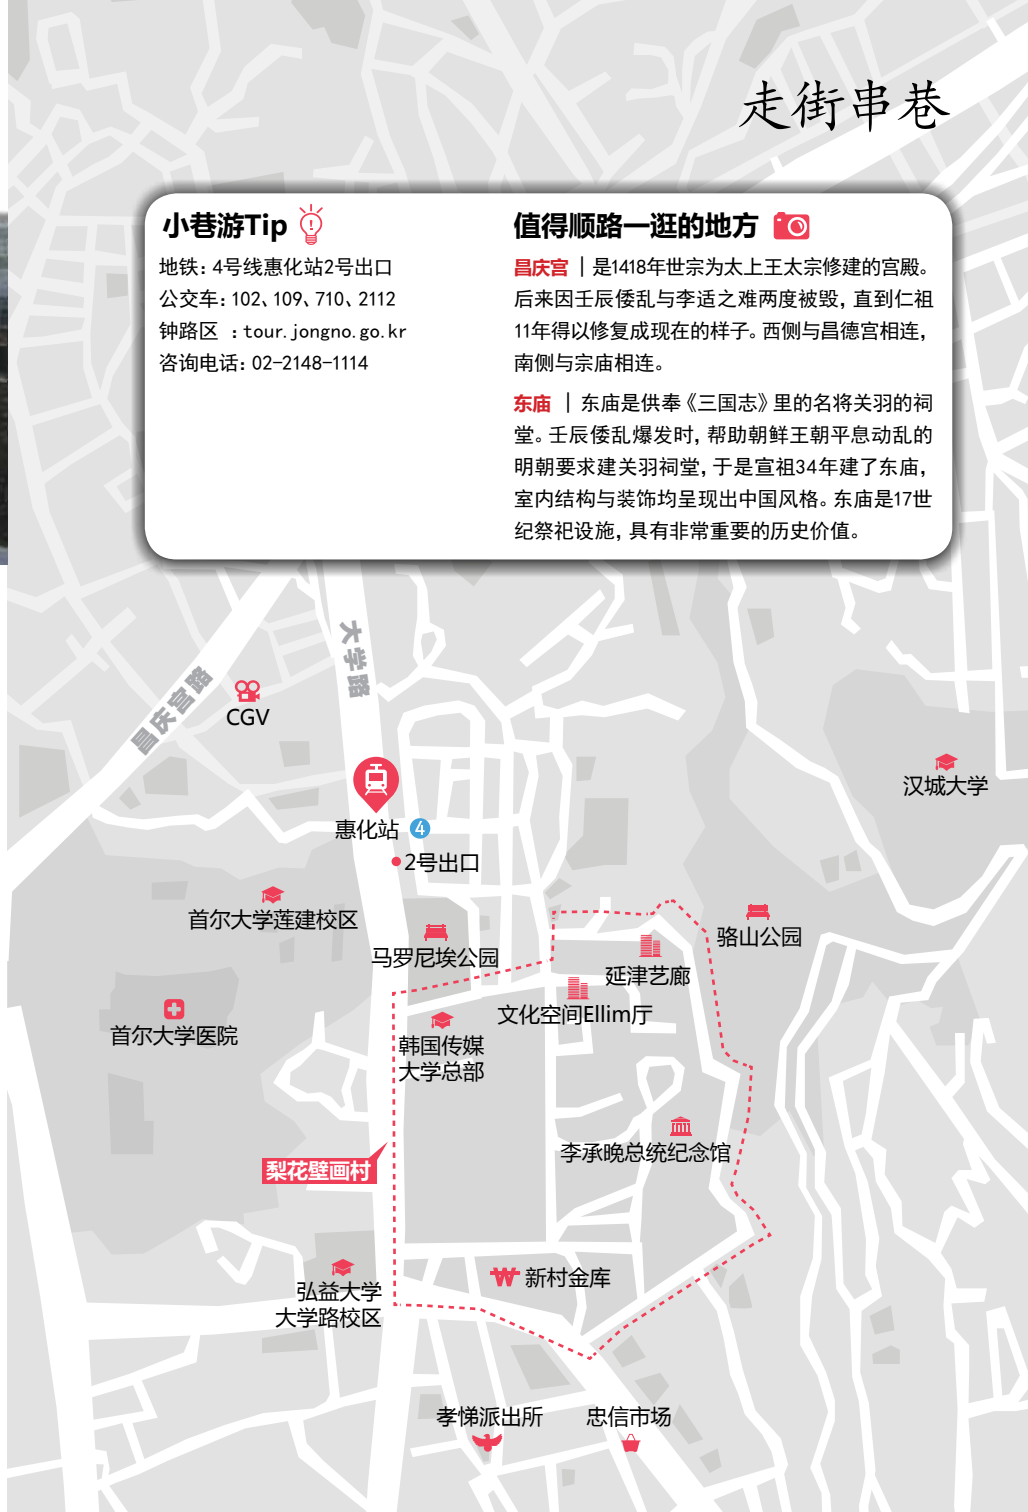 走街串巷
小巷游Tip
地铁：4号线惠化站2号出口
公交车：102、109、710、2112
钟路区 ：tour.jongno.go.kr
咨询电话：02-2148-1114
值得顺路一逛的地方
昌庆宫 ｜是1418年世宗为太上王太宗修建的宫殿。
后来因壬辰倭乱与李适之难两度被毁，直到仁祖
11年得以修复成现在的样子。西侧与昌德宫相连，
南侧与宗庙相连。
东庙 ｜ 东庙是供奉《三国志》里的名将关羽的祠
堂。壬辰倭乱爆发时，帮助朝鲜王朝平息动乱的
明朝要求建关羽祠堂，于是宣祖34年建了东庙，
室内结构与装饰均呈现出中国风格。东庙是17世
纪祭祀设施，具有非常重要的历史价值。
大学路
昌庆宫路
CGV
汉城大学
惠化站 4
2号出口
首尔大学莲建校区
马罗尼埃公园
骆山公园
延津艺廊
文化空间Ellim厅
首尔大学医院
韩国传媒
大学总部
李承晚总统纪念馆
梨花壁画村
新村金库
弘益大学
大学路校区
孝悌派出所
忠信市场